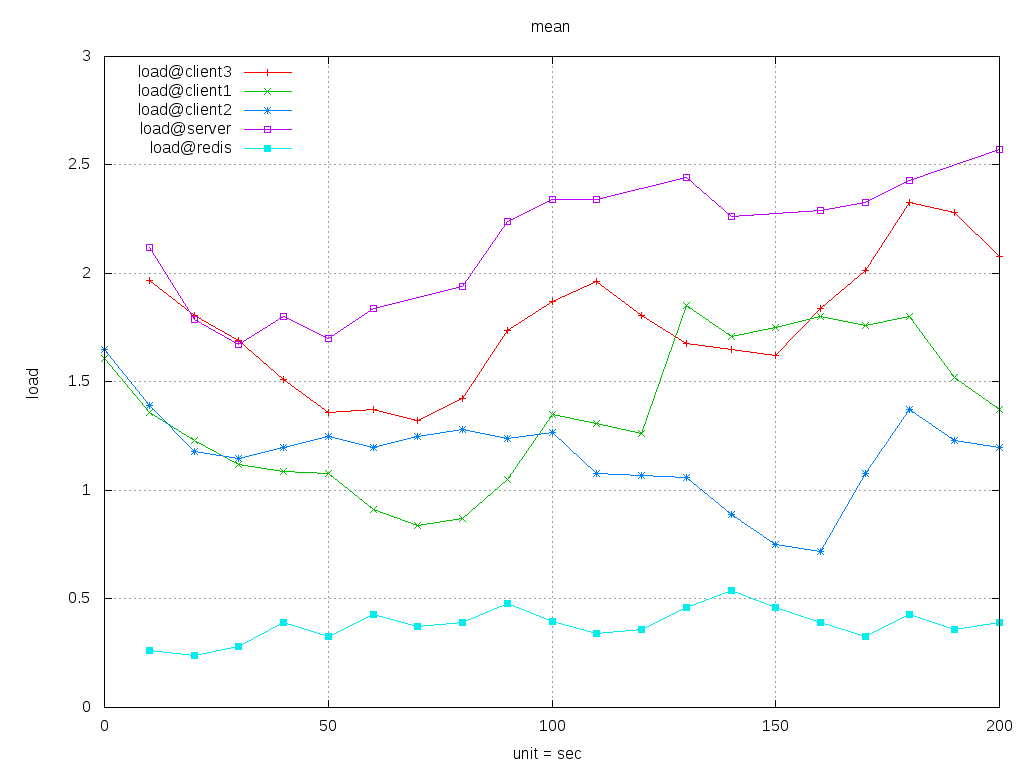 mean
3
2.5
2
1.5
1
0.5
0
load
load@client3
load@client1
load@client2
load@server
load@redis
0 50 100 150 200
unit = sec